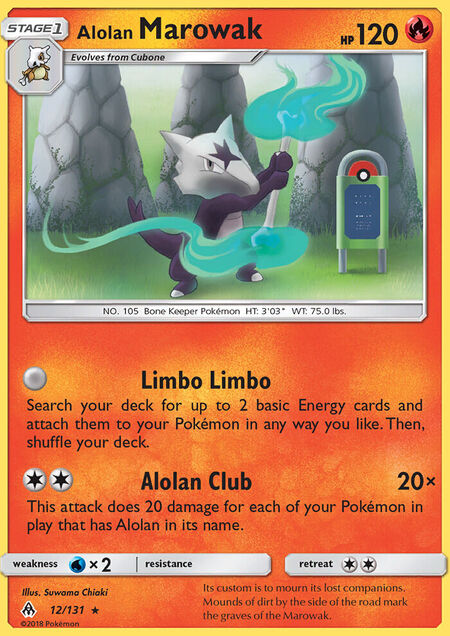 STAGE 1 Alolan Marowak HP 120
Evolves from Cubone
NO. 105 Bone Keeper Pokémon HT: 3'03" WT: 75.0 lbs.
Limbo Limbo
Search your deck for up to 2 basic Energy cards and
attach them to your Pokémon in any way you like. Then,
shuffle your deck.
Alolan Club 20×
This attack does 20 damage for each of your Pokémon in
play that has Alolan in its name.
weakness ×2 resistance retreat
Illus. Suwama Chiaki
12/131 ★
©2018 Pokémon
Its custom is to mourn its lost companions.
Mounds of dirt by the side of the road mark
the graves of the Marowak.